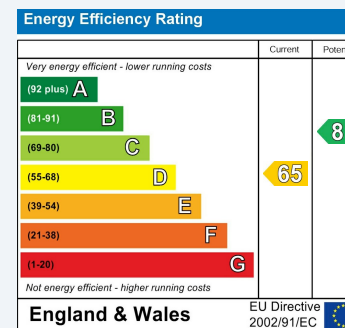 Energy Efficiency Rating
Current
Very energy efficient - lower running costs
(92 plus) A
(81-91) B
(69-80) C
(55-68) D
65
(39-54) E
(21-38) F
(1-20) G
Not energy efficient - higher running costs
England & Wales
EU Directive
2002/91/EC